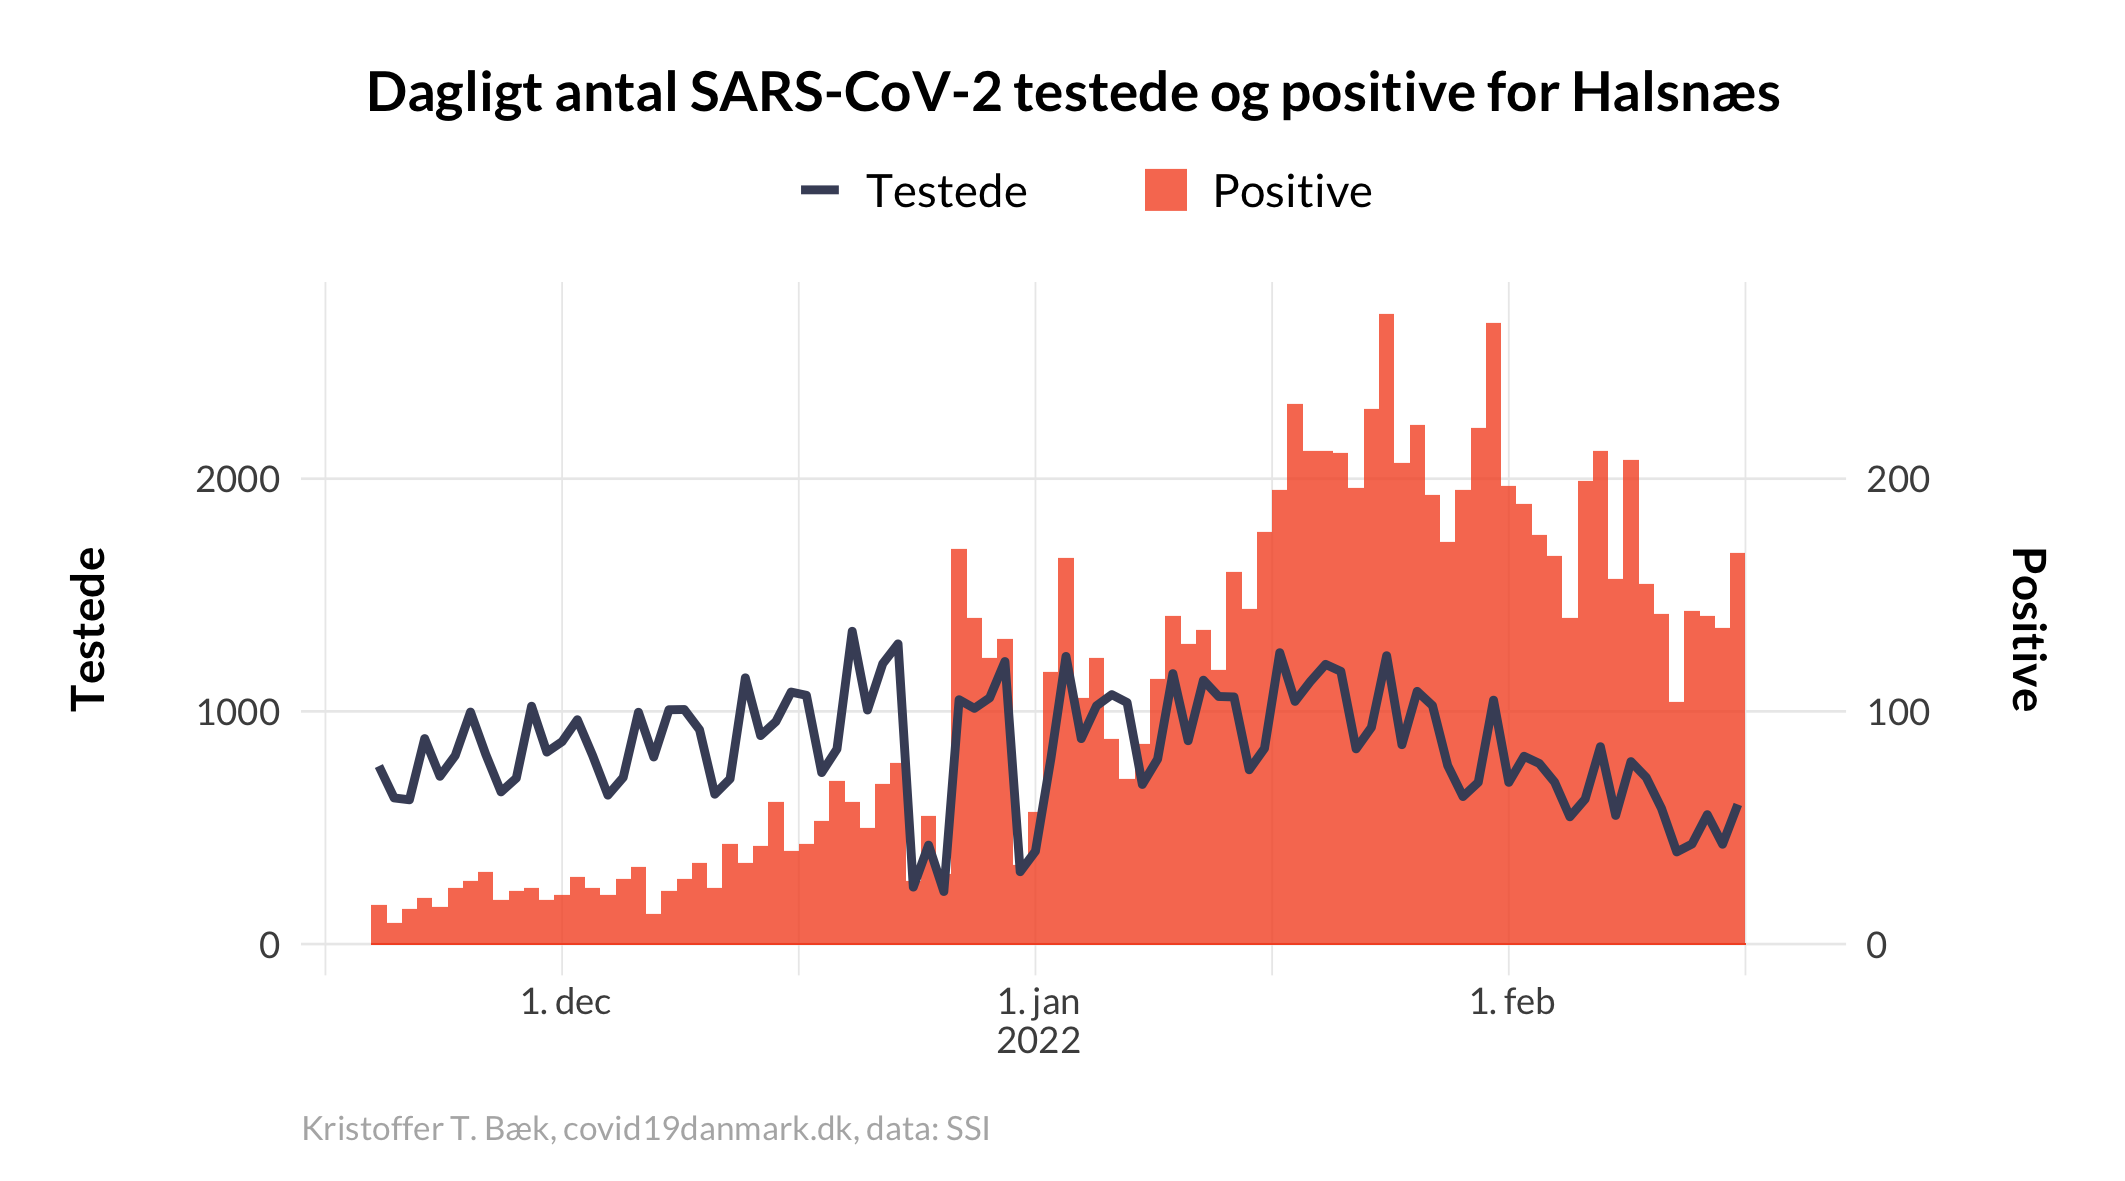 Dagligt antal SARS-CoV-2 testede og positive for Halsnæs
Testede
Positive
Testede
2000
1000
0
200
100
0
Positive
1. dec
1. jan
2022
1. feb
Kristoffer T. Bæk, covid19danmark.dk, data: SSI